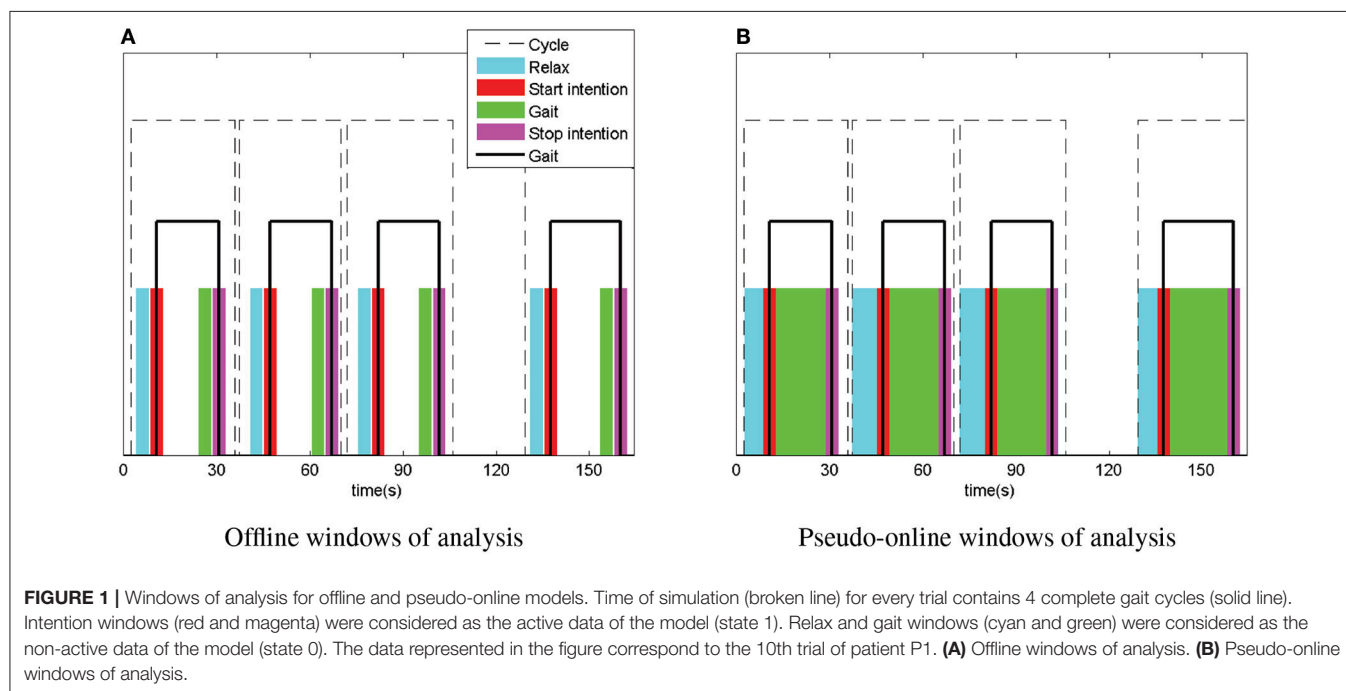 A
B
Cycle
Relax
Start intention
Gait
Stop intention
Gait
0 30 60 90 120 150
time(s)
0 30 60 90 120 150
time(s)
Offline windows of analysis
Pseudo-online windows of analysis
FIGURE 1 | Windows of analysis for offline and pseudo-online models. Time of simulation (broken line) for every trial contains 4 complete gait cycles (solid line).
Intention windows (red and magenta) were considered as the active data of the model (state 1). Relax and gait windows (cyan and green) were considered as the
non-active data of the model (state 0). The data represented in the figure correspond to the 10th trial of patient P1. (A) Offline windows of analysis. (B) Pseudo-online
windows of analysis.